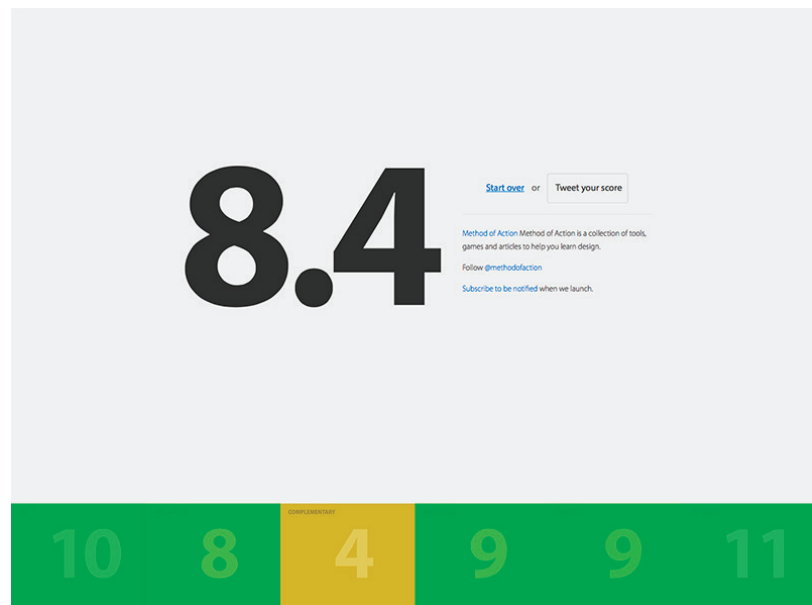 8.4
Start over or Tweet your score
Method of Action Method of Action is a collection of tools,
games and articles to help you learn design.
Follow @methodofaction
Subscribe to be notified when we launch.
COMPLEMENTARY
10 8 4 9 9 11